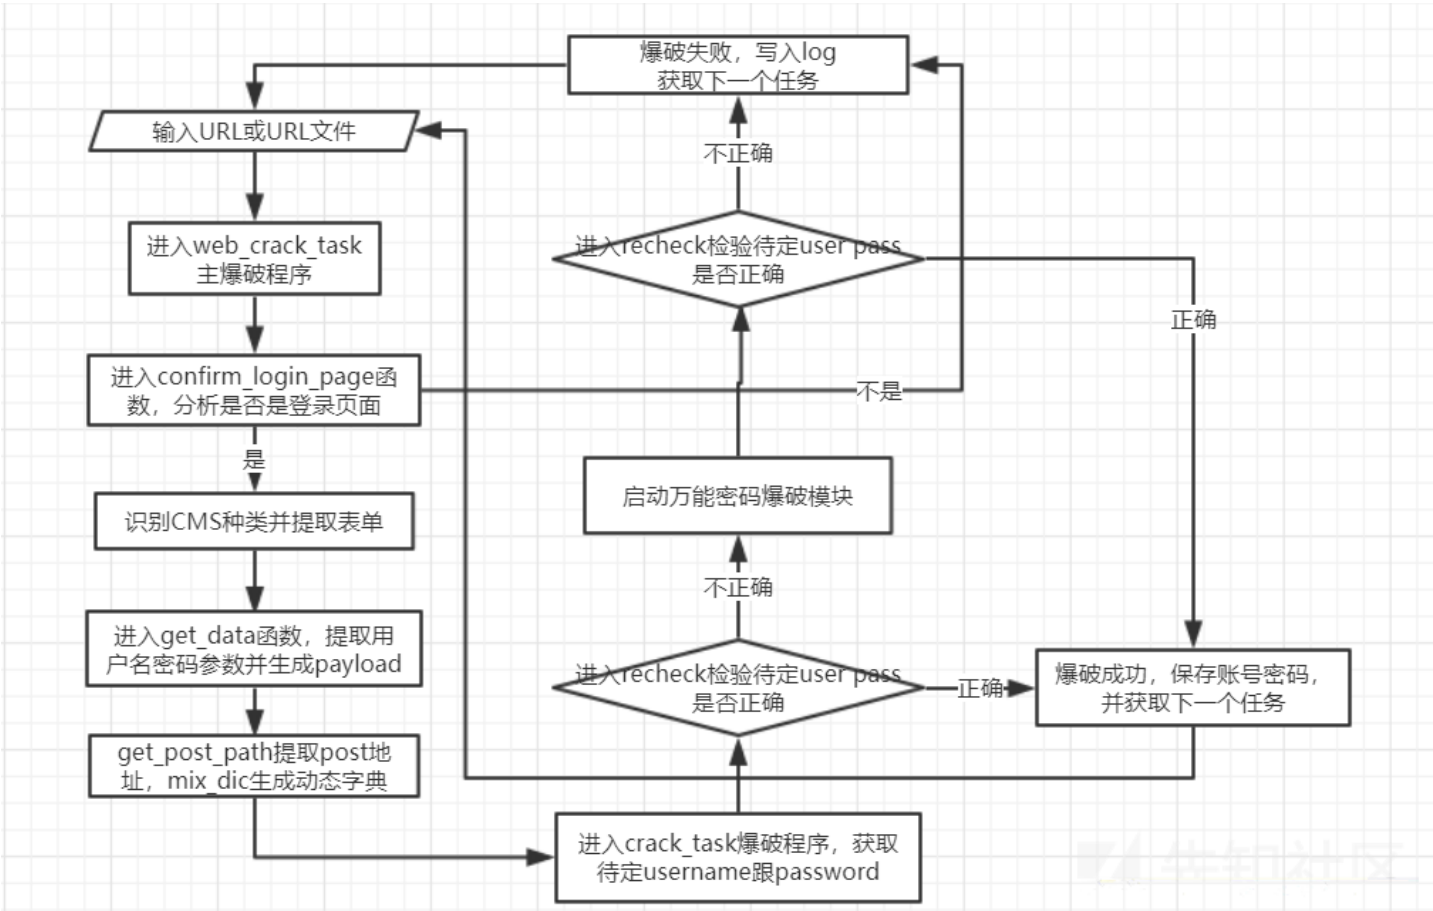 爆破失败，写入log
获取下一个任务
输入URL或URL文件
不正确
进入web_crack_task
主爆破程序
进入recheck检验待定user pass
是否正确
正确
进入confirm_login_page函
数，分析是否是登录页面
不是
是
识别CMS种类并提取表单
启动万能密码爆破模块
不正确
进入get_data函数，提取用
户名密码参数并生成payload
进入recheck检验待定user pass
是否正确
正确
爆破成功，保存账号密码，
并获取下一个任务
get_post_path提取post地
址，mix_dic生成动态字典
进入crack_task爆破程序，获取
待定username跟password